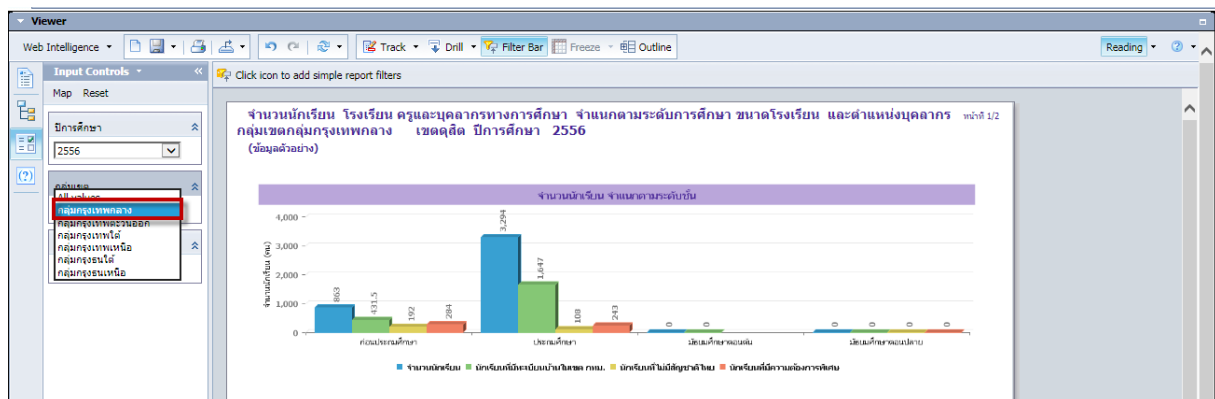 Viewer
Web Intelligence Track Drill Filter Bar Freeze Outline Reading
Input Controls
Click icon to add simple report filters
Map Reset
ปีการศึกษา
2556
กลุ่มเขต
All values
กลุ่มกรุงเทพกลาง
กลุ่มกรุงเทพตะวันออก
กลุ่มกรุงเทพใต้
กลุ่มกรุงเทพเหนือ
กลุ่มกรุงธนใต้
กลุ่มกรุงธนเหนือ
จำนวนนักเรียน โรงเรียน ครูและบุคลากรทางการศึกษา จำแนกตามระดับการศึกษา ขนาดโรงเรียน และตำแหน่งบุคลากร หน้าที่ 1/2
กลุ่มเขตกลุ่มกรุงเทพกลาง เขตดุสิต ปีการศึกษา 2556
(ข้อมูลตัวอย่าง)
จำนวนนักเรียน จำแนกตามระดับชั้น
จำนวนนักเรียน (คน)
4,000
3,000
2,000
1,000
0
863 431.5 192 284
3,294 1,647 108 243
0 0
0 0 0 0
ก่อนประถมศึกษา ประถมศึกษา มัธยมศึกษาตอนต้น มัธยมศึกษาตอนปลาย
จำนวนนักเรียน นักเรียนที่มีทะเบียนบ้านในเขต กทม. นักเรียนที่ไม่มีสัญชาติไทย นักเรียนที่มีความต้องการพิเศษ